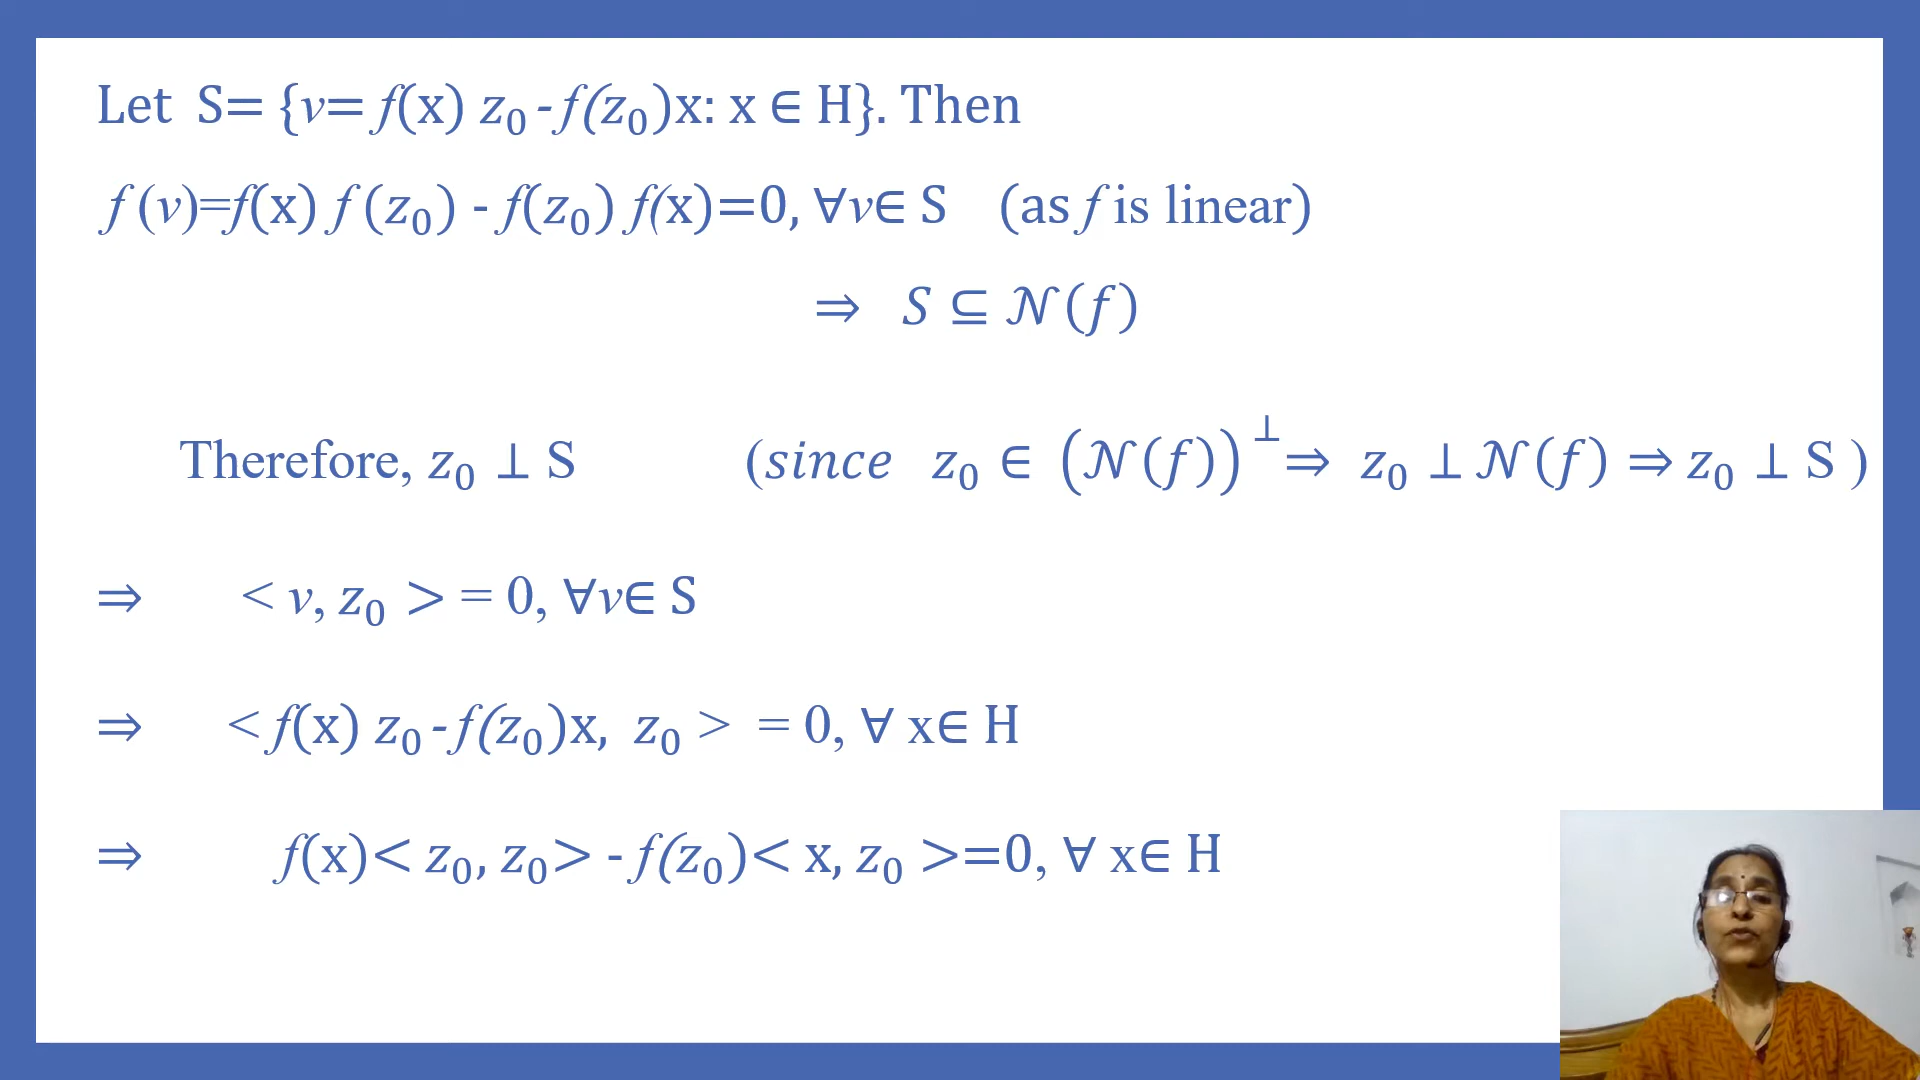 Let S= {v= f(x) z₀ -f(z₀)x: x ∈ H}. Then
f (v)=f(x) f (z₀) - f(z₀) f(x)=0, ∀v∈ S (as f is linear)
⇒ S ⊆ 𝒩(f)
Therefore, z₀ ⊥ S (since z₀ ∈ (𝒩(f))^⊥ ⇒ z₀ ⊥ 𝒩(f) ⇒ z₀ ⊥ S )
⇒ < v, z₀ > = 0, ∀v∈ S
⇒ < f(x) z₀ -f(z₀)x, z₀ > = 0, ∀ x∈ H
⇒ f(x)< z₀, z₀> - f(z₀)< x, z₀ >=0, ∀ x∈ H